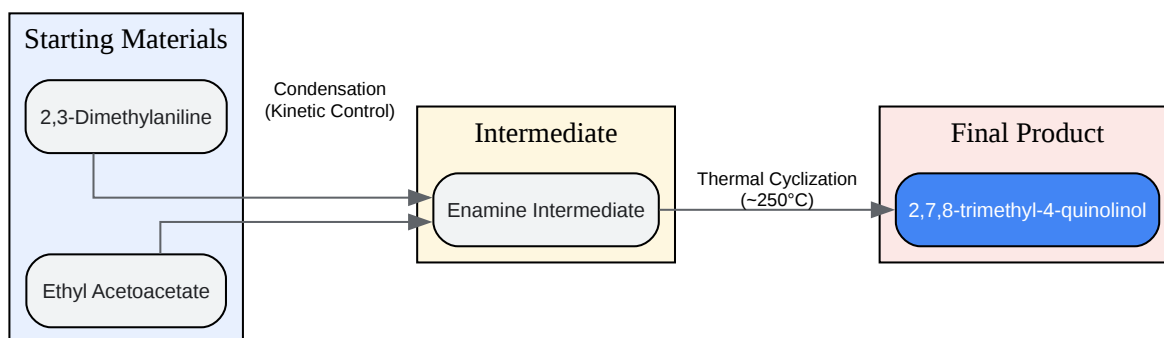 Starting Materials
2,3-Dimethylaniline
Ethyl Acetoacetate
Condensation
(Kinetic Control)
Intermediate
Enamine Intermediate
Thermal Cyclization
(~250°C)
Final Product
2,7,8-trimethyl-4-quinolinol